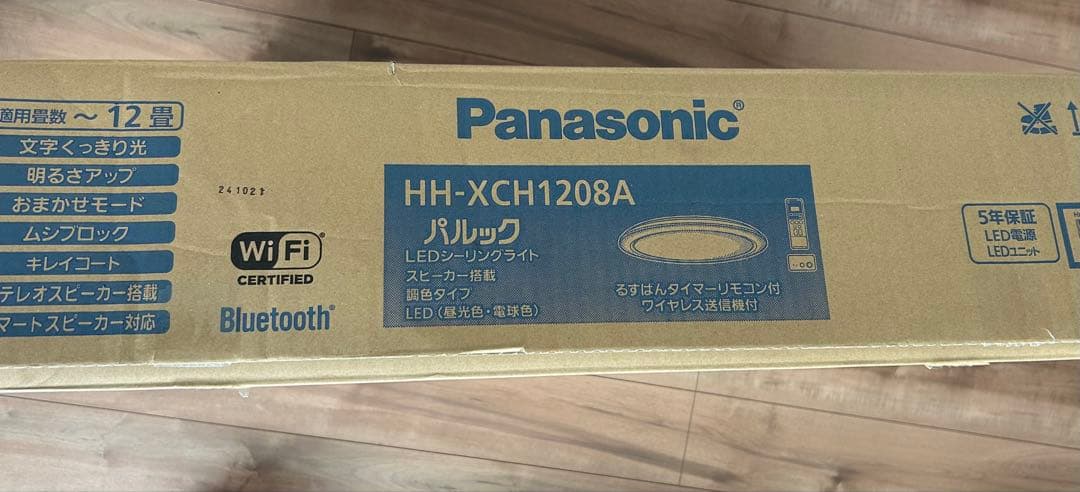 適用畳数 ～12畳
文字くっきり光
明るさアップ
おまかせモード
ムシブロック
キレイコート
テレオスピーカー搭載
マートスピーカー対応
24102
Wi Fi®
CERTIFIED
Bluetooth®
Panasonic®
HH-XCH1208A
パルック
LEDシーリングライト
スピーカー搭載
調色タイプ
LED（昼光色・電球色）
るすばんタイマーリモコン付
ワイヤレス送信機付
5年保証
LED電源
LEDユニット